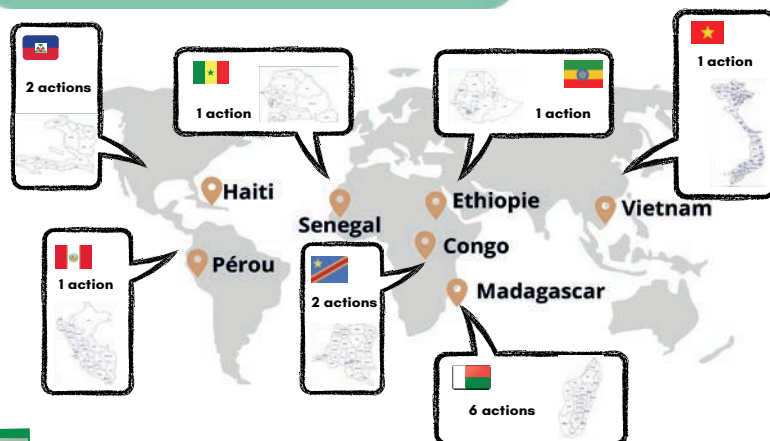 2 actions
1 action
1 action
1 action
Haiti
Senegal
Ethiopie
Vietnam
Congo
Pérou
Madagascar
1 action
2 actions
6 actions